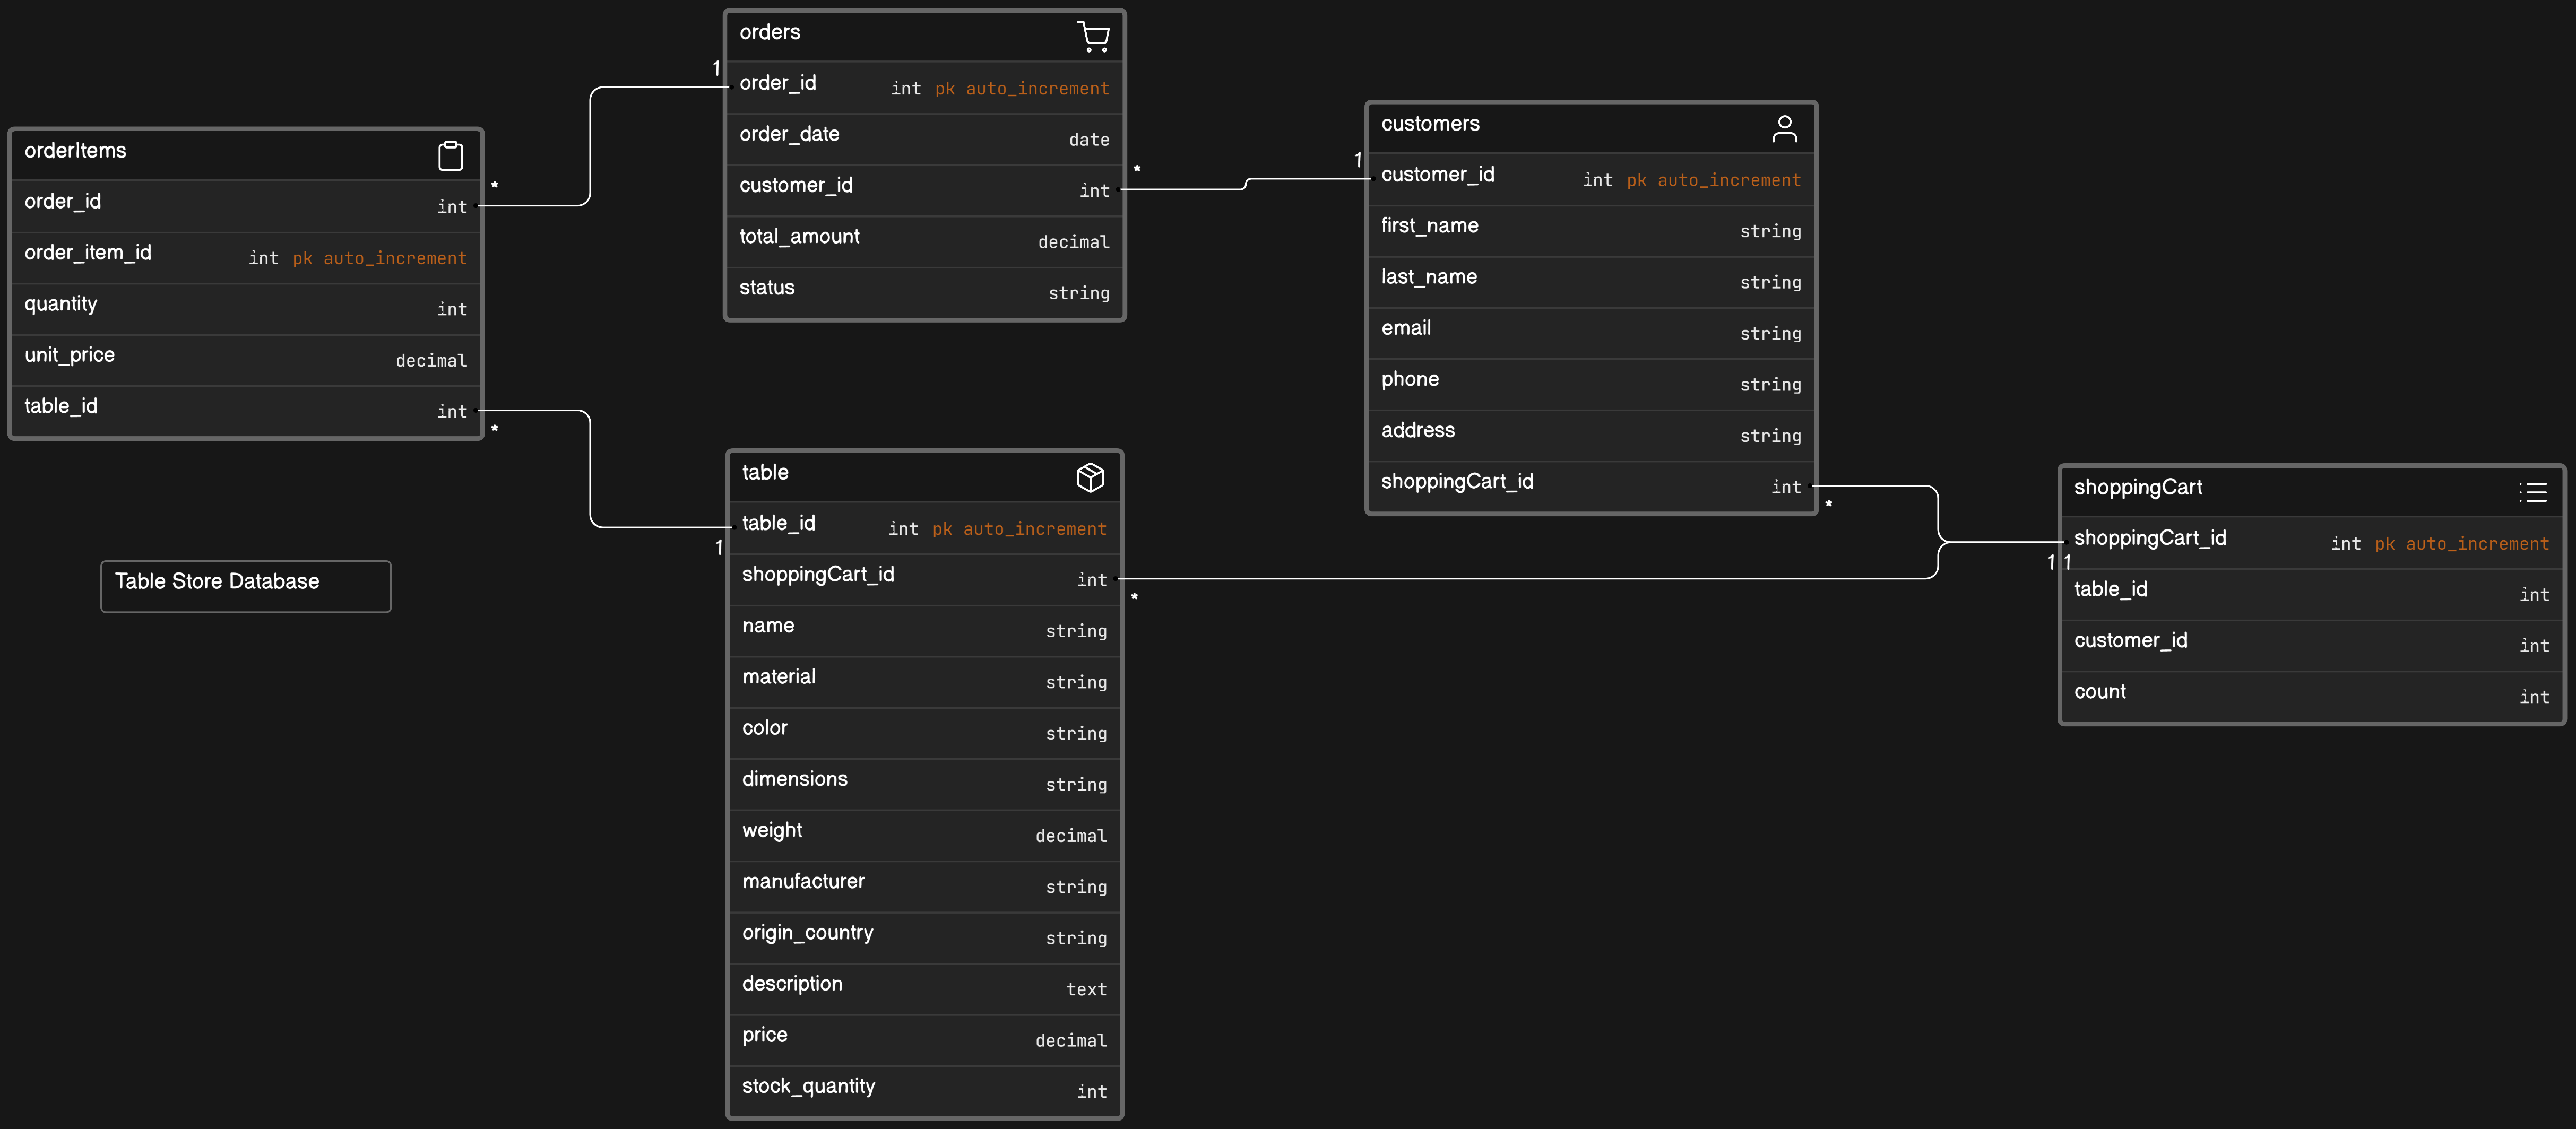 orders
1
order_id int pk auto_increment
order_date date
*
customer_id int
total_amount decimal
status string
orderItems
*
order_id int
order_item_id int pk auto_increment
quantity int
unit_price decimal
table_id int
*
customers
1
customer_id int pk auto_increment
first_name string
last_name string
email string
phone string
address string
shoppingCart_id int
*
table
table_id int pk auto_increment
1
shoppingCart_id int
*
name string
material string
color string
dimensions string
weight decimal
manufacturer string
origin_country string
description text
price decimal
stock_quantity int
shoppingCart
shoppingCart_id int pk auto_increment
1 1
table_id int
customer_id int
count int
Table Store Database